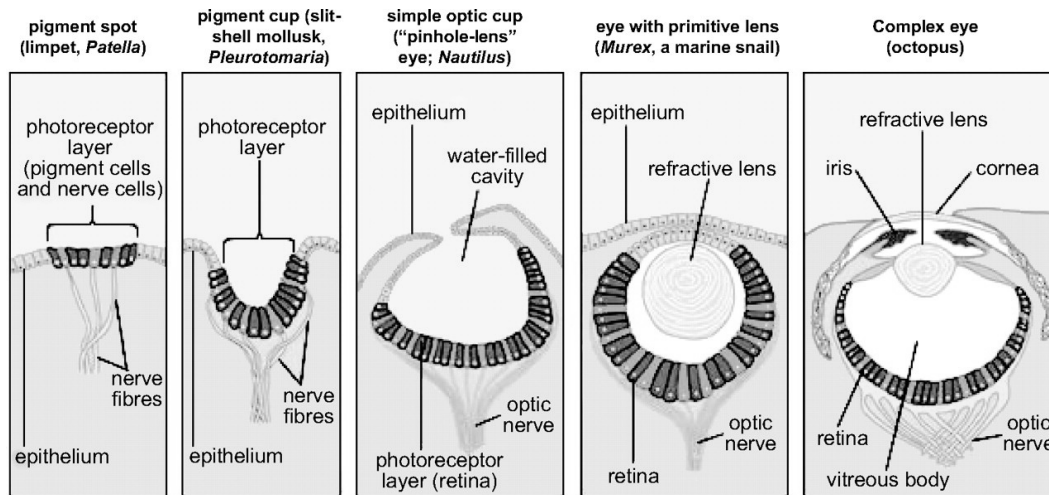 pigment spot
(limpet, Patella)
photoreceptor
layer
(pigment cells
and nerve cells)
nerve
fibres
epithelium
pigment cup (slit-
shell mollusk,
Pleurotomaria)
photoreceptor
layer
nerve
fibres
epithelium
simple optic cup
(“pinhole-lens”
eye; Nautilus)
epithelium
water-filled
cavity
optic
nerve
photoreceptor
layer (retina)
eye with primitive lens
(Murex, a marine snail)
epithelium
refractive lens
optic
nerve
retina
Complex eye
(octopus)
refractive lens
iris
cornea
retina
optic
nerve
vitreous body